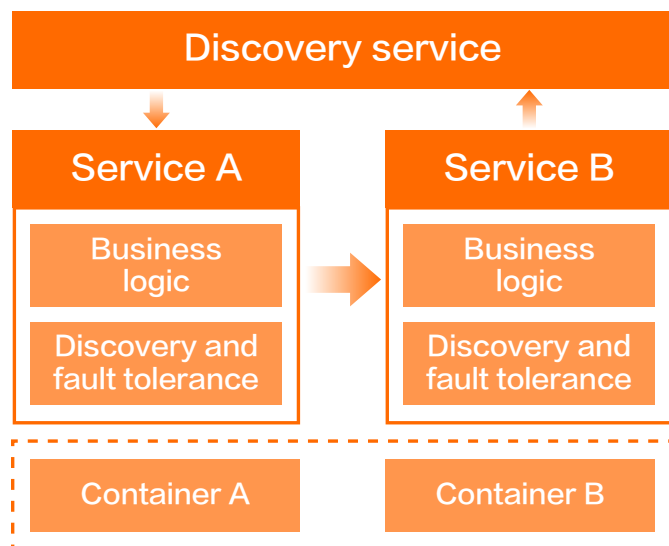 Discovery service
Service A
Business
logic
Discovery and
fault tolerance
Service B
Business
logic
Discovery and
fault tolerance
Container A
Container B